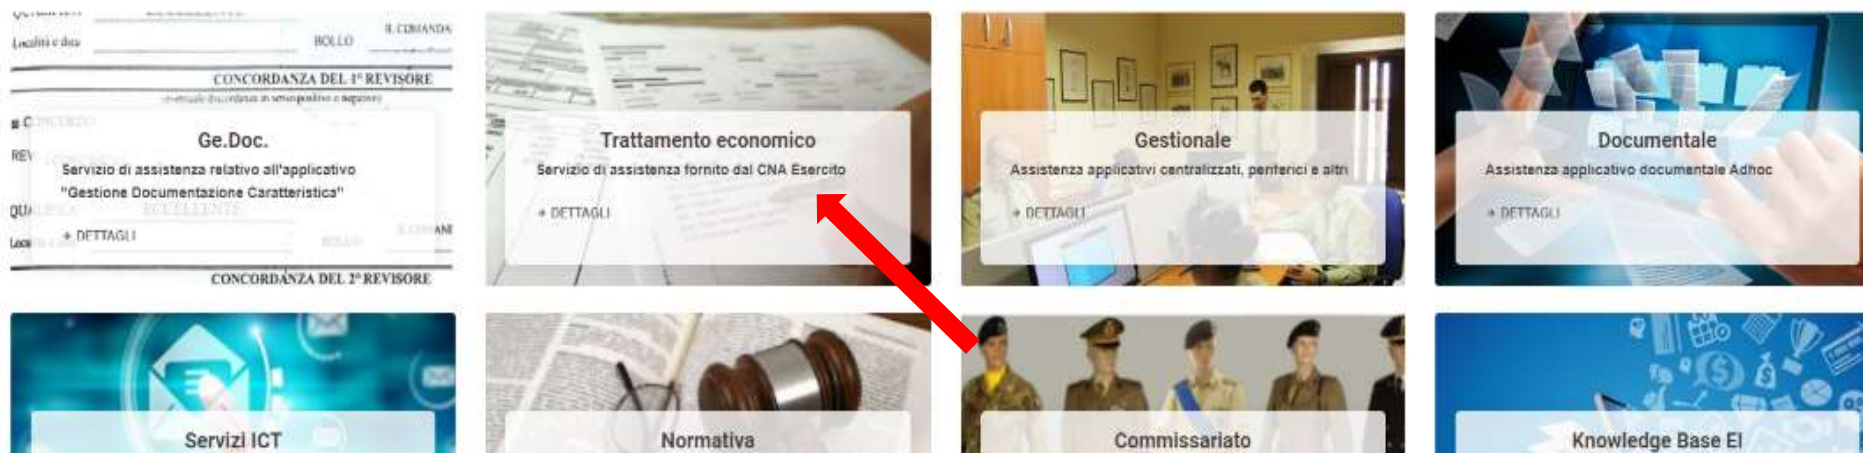 Località e data
BOLLO
IL COMANDA
CONCORDANZA DEL 1° REVISORE
Ge.Doc.
Servizio di assistenza relativo all'applicativo
"Gestione Documentazione Caratteristica"
ECCELLENTE
+ DETTAGLI
CONCORDANZA DEL 2° REVISORE
Trattamento economico
Servizio di assistenza fornito dal CNA Esercito
+ DETTAGLI
Gestionale
Assistenza applicativi centralizzati, periferici e altri
+ DETTAGLI
Documentale
Assistenza applicativo documentale Adhoc
+ DETTAGLI
Servizi ICT
Normativa
Commissariato
Knowledge Base EI